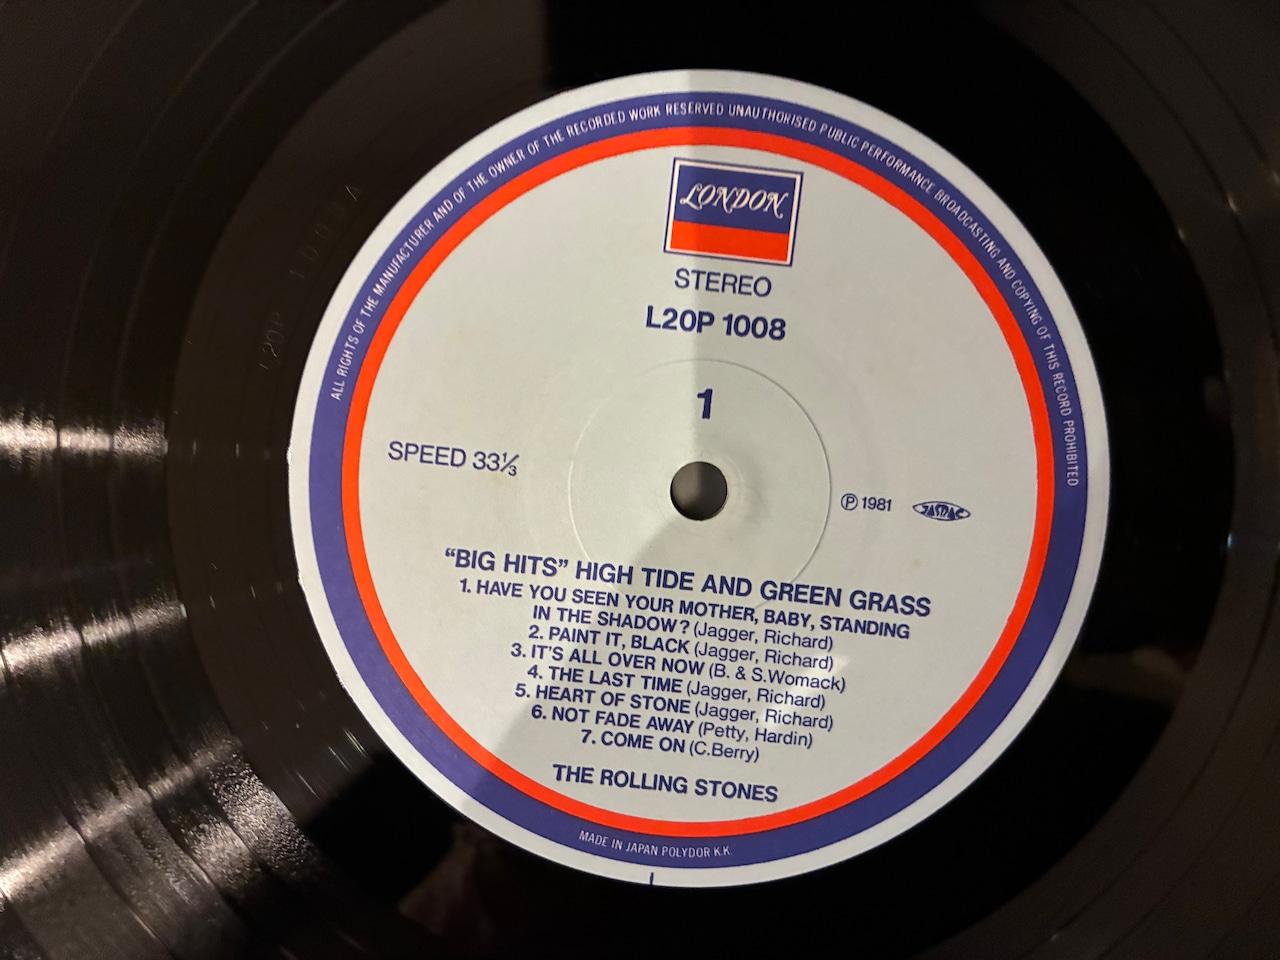 ALL RIGHTS OF THE MANUFACTURER AND OF THE OWNER OF THE RECORDED WORK RESERVED UNAUTHORISED PUBLIC PERFORMANCE BROADCASTING AND COPYING OF THIS RECORD PROHIBITED
LONDON
STEREO
L20P 1008
1
SPEED 33⅓
Ⓟ 1981 JASRAC
“BIG HITS” HIGH TIDE AND GREEN GRASS
1. HAVE YOU SEEN YOUR MOTHER, BABY, STANDING
IN THE SHADOW? (Jagger, Richard)
2. PAINT IT, BLACK (Jagger, Richard)
3. IT'S ALL OVER NOW (B. & S.Womack)
4. THE LAST TIME (Jagger, Richard)
5. HEART OF STONE (Jagger, Richard)
6. NOT FADE AWAY (Petty, Hardin)
7. COME ON (C.Berry)
THE ROLLING STONES
MADE IN JAPAN POLYDOR K.K.